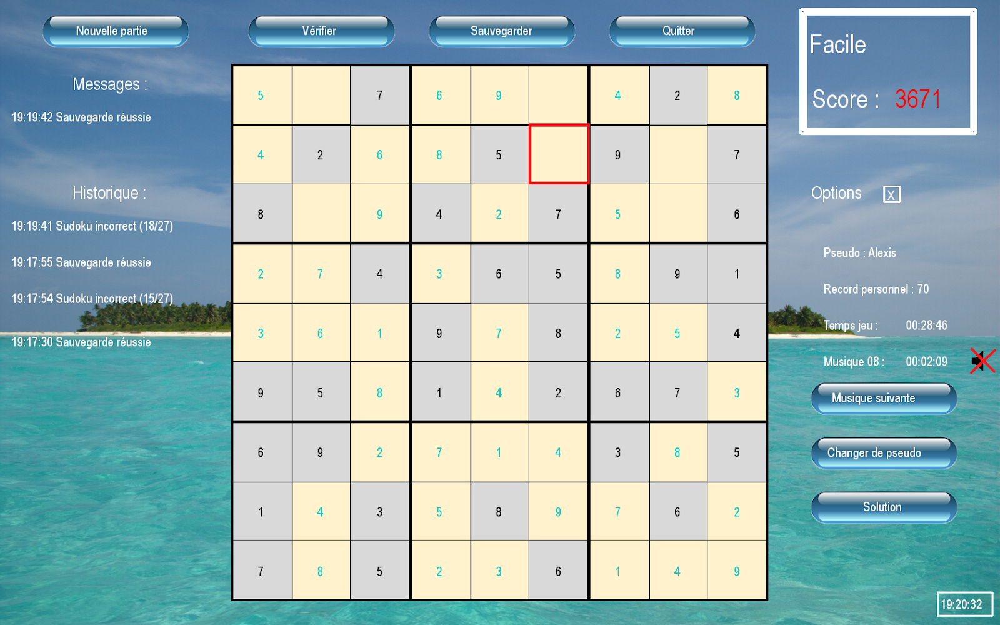 Nouvelle partie Vérifier Sauvegarder Quitter
Facile
Score : 3671
Messages :
19:19:42 Sauvegarde réussie
Historique :
19:19:41 Sudoku incorrect (18/27)
19:17:55 Sauvegarde réussie
19:17:54 Sudoku incorrect (15/27)
19:17:30 Sauvegarde réussie
5 7 6 9 4 2 8
4 2 6 8 5 9 7
8 9 4 2 7 5 6
2 7 4 3 6 5 8 9 1
3 6 1 9 7 8 2 5 4
9 5 8 1 4 2 6 7 3
6 9 2 7 1 4 3 8 5
1 4 3 5 8 9 7 6 2
7 8 5 2 3 6 1 4 9
Options X
Pseudo : Alexis
Record personnel : 70
Temps jeu : 00:28:46
Musique 08 : 00:02:09
Musique suivante
Changer de pseudo
Solution
19:20:32